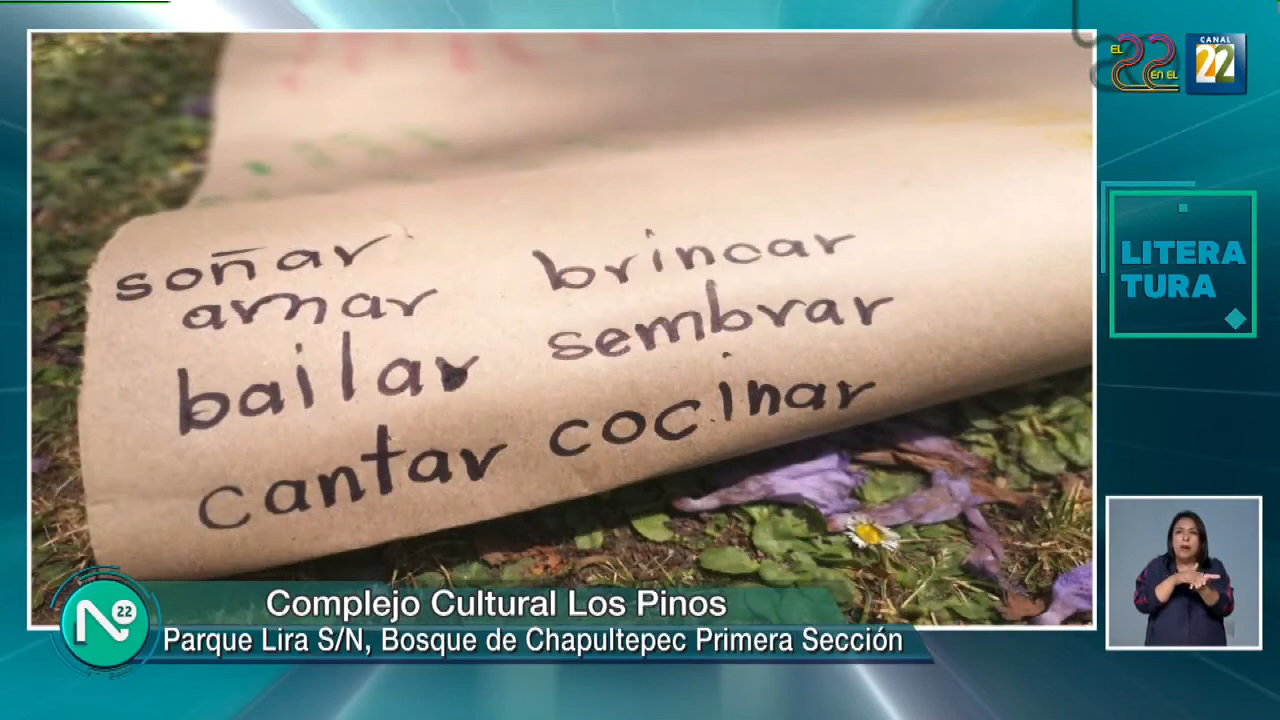 EL 22 EN EL
CANAL 22
LITERA
TURA
soñar
amar
bailar
cantar
brincar
sembrar
cocinar
N22
Complejo Cultural Los Pinos
Parque Lira S/N, Bosque de Chapultepec Primera Sección